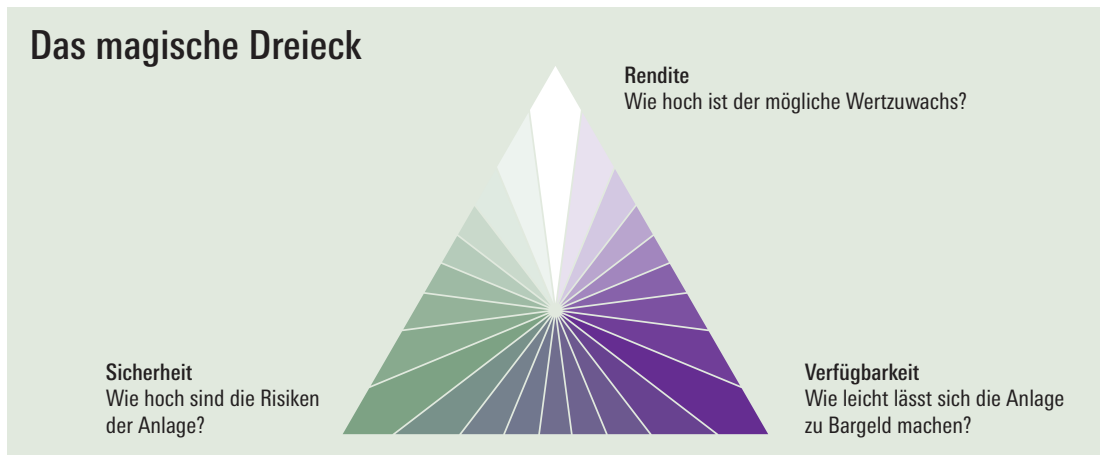 Das magische Dreieck
Rendite
Wie hoch ist der mögliche Wertzuwachs?
Sicherheit
Wie hoch sind die Risiken
der Anlage?
Verfügbarkeit
Wie leicht lässt sich die Anlage
zu Bargeld machen?